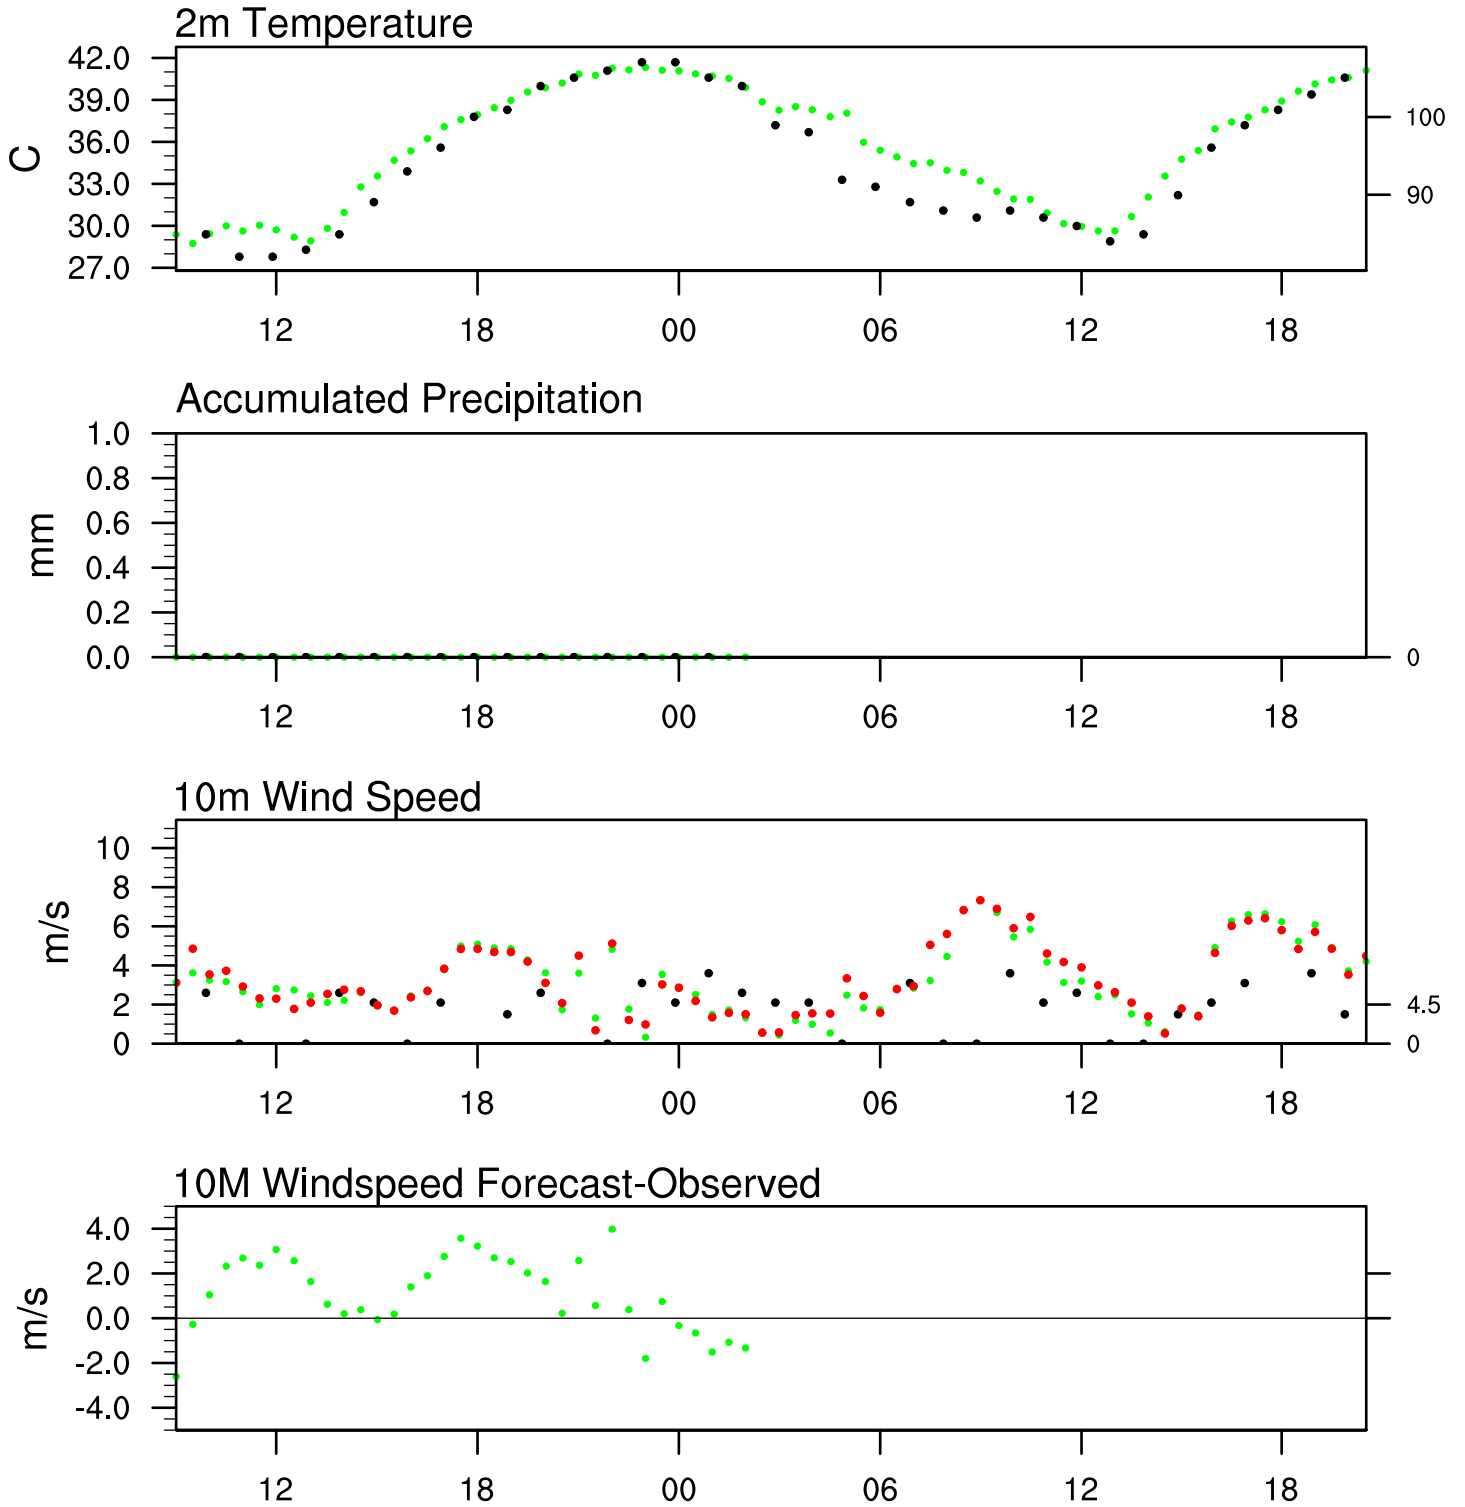 2m Temperature
42.0
39.0
100
36.0
C
33.0
90
30.0
27.0
12 18 00 06 12 18
Accumulated Precipitation
1.0
0.8
0.6
mm
0.4
0.2
0.0 0
12 18 00 06 12 18
10m Wind Speed
10
8
6
m/s
4
2 4.5
0 0
12 18 00 06 12 18
10M Windspeed Forecast-Observed
4.0
2.0
0.0
m/s
-2.0
-4.0
12 18 00 06 12 18